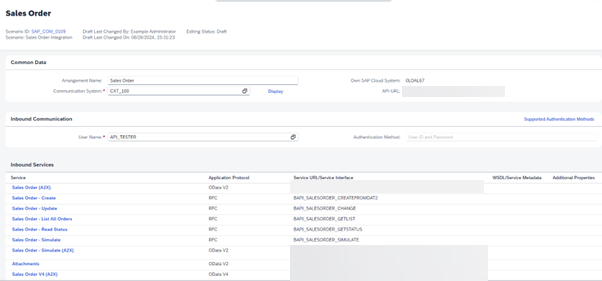 Sales Order
Scenario ID: SAP_COM_0109 Draft Last Changed By: Example Administrator Editing Status: Draft
Scenario: Sales Order Integration Draft Last Changed On: 08/29/2024, 15:31:23
Common Data
Arrangement Name: Sales Order Own SAP Cloud System: 0LOALS7
Communication System:* CXT_100 Display API-URL:
Inbound Communication Supported Authentication Methods
User Name:* API_TESTER Authentication Method: User ID and Password
Inbound Services
Service Application Protocol Service URL/Service Interface WSDL/Service Metadata Additional Properties
Sales Order (A2X) OData V2
Sales Order - Create RFC BAPI_SALESORDER_CREATEFROMDAT2
Sales Order - Update RFC BAPI_SALESORDER_CHANGE
Sales Order - List All Orders RFC BAPI_SALESORDER_GETLIST
Sales Order - Read Status RFC BAPI_SALESORDER_GETSTATUS
Sales Order - Simulate RFC BAPI_SALESORDER_SIMULATE
Sales Order - Simulate (A2X) OData V2
Attachments OData V2
Sales Order V4 (A2X) OData V4